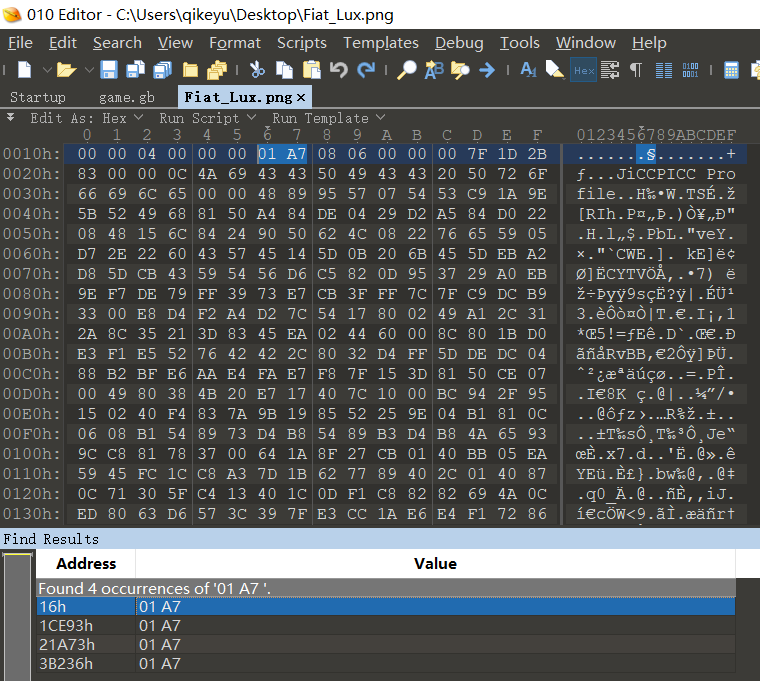 010 Editor - C:\Users\qikeyu\Desktop\Fiat_Lux.png
File Edit Search View Format Scripts Templates Debug Tools Window Help
Hex
Startup game.gb Fiat_Lux.png ×
Edit As: Hex Run Script Run Template
0 1 2 3 4 5 6 7 8 9 A B C D E F 0123456789ABCDEF
0010h: 00 00 04 00 00 00 01 A7 08 06 00 00 00 7F 1D 2B .......§.......+
0020h: 83 00 00 0C 4A 69 43 43 50 49 43 43 20 50 72 6F ƒ...JiCCPICC Pro
0030h: 66 69 6C 65 00 00 48 89 95 57 07 54 53 C9 1A 9E file..H‰•W.TSÉ.ž
0040h: 5B 52 49 68 81 50 A4 84 DE 04 29 D2 A5 84 D0 22 [RIh.P¤„Þ.)Ò¥„Ð"
0050h: 08 48 15 6C 84 24 90 50 62 4C 08 22 76 65 59 05 .H.l„$.PbL."veY.
0060h: D7 2E 22 60 43 57 45 14 5D 0B 20 6B 45 5D EB A2 ×."`CWE.]. kE]ë¢
0070h: D8 5D CB 43 59 54 56 D6 C5 82 0D 95 37 29 A0 EB Ø]ËCYTVÖÅ‚.•7) ë
0080h: 9E F7 DE 79 FF 39 73 E7 CB 3F FF 7C 7F C9 DC B9 ž÷Þyÿ9sçË?ÿ|.ÉÜ¹
0090h: 33 00 E8 D4 F2 A4 D2 7C 54 17 80 02 49 A1 2C 31 3.èÔò¤Ò|T.€.I¡,1
00A0h: 2A 8C 35 21 3D 83 45 EA 02 44 60 00 8C 80 1B D0 *Œ5!=ƒEê.D`.Œ€.Ð
00B0h: E3 F1 E5 52 76 42 42 2C 80 32 D4 FF 5D DE DC 04 ãñåRvBB,€2Ôÿ]ÞÜ.
00C0h: 88 B2 BF E6 AA E4 FA E7 F8 7F 15 3D 81 50 CE 07 ˆ²¿æªäúçø..=.PÎ.
00D0h: 00 49 80 38 4B 20 E7 17 40 7C 10 00 BC 94 2F 95 .I€8K ç.@|..¼”/•
00E0h: 15 02 40 F4 83 7A 9B 19 85 52 25 9E 04 B1 81 0C ..@ôƒz›.…R%ž.±..
00F0h: 06 08 B1 54 89 73 D4 B8 54 89 B3 D4 B8 4A 65 93 ..±T‰sÔ¸T‰³Ô¸Je“
0100h: 9C C8 81 78 37 00 64 1A 8F 27 CB 01 40 BB 05 EA œÈ.x7.d..'Ë.@».ê
0110h: 59 45 FC 1C C8 A3 7D 1B 62 77 89 40 2C 01 40 87 YEü.È£}.bw‰@,.@‡
0120h: 0C 71 30 5F C4 13 40 1C 0D F1 C8 82 82 69 4A 0C .q0_Ä.@..ñÈ‚‚iJ.
0130h: ED 80 63 D6 57 3C 39 7F E3 CC 1A E6 E4 F1 72 86 í€cÖW<9.ãÌ.æäñr†
Find Results
Address Value
Found 4 occurrences of '01 A7 '.
16h 01 A7
1CE93h 01 A7
21A73h 01 A7
3B236h 01 A7